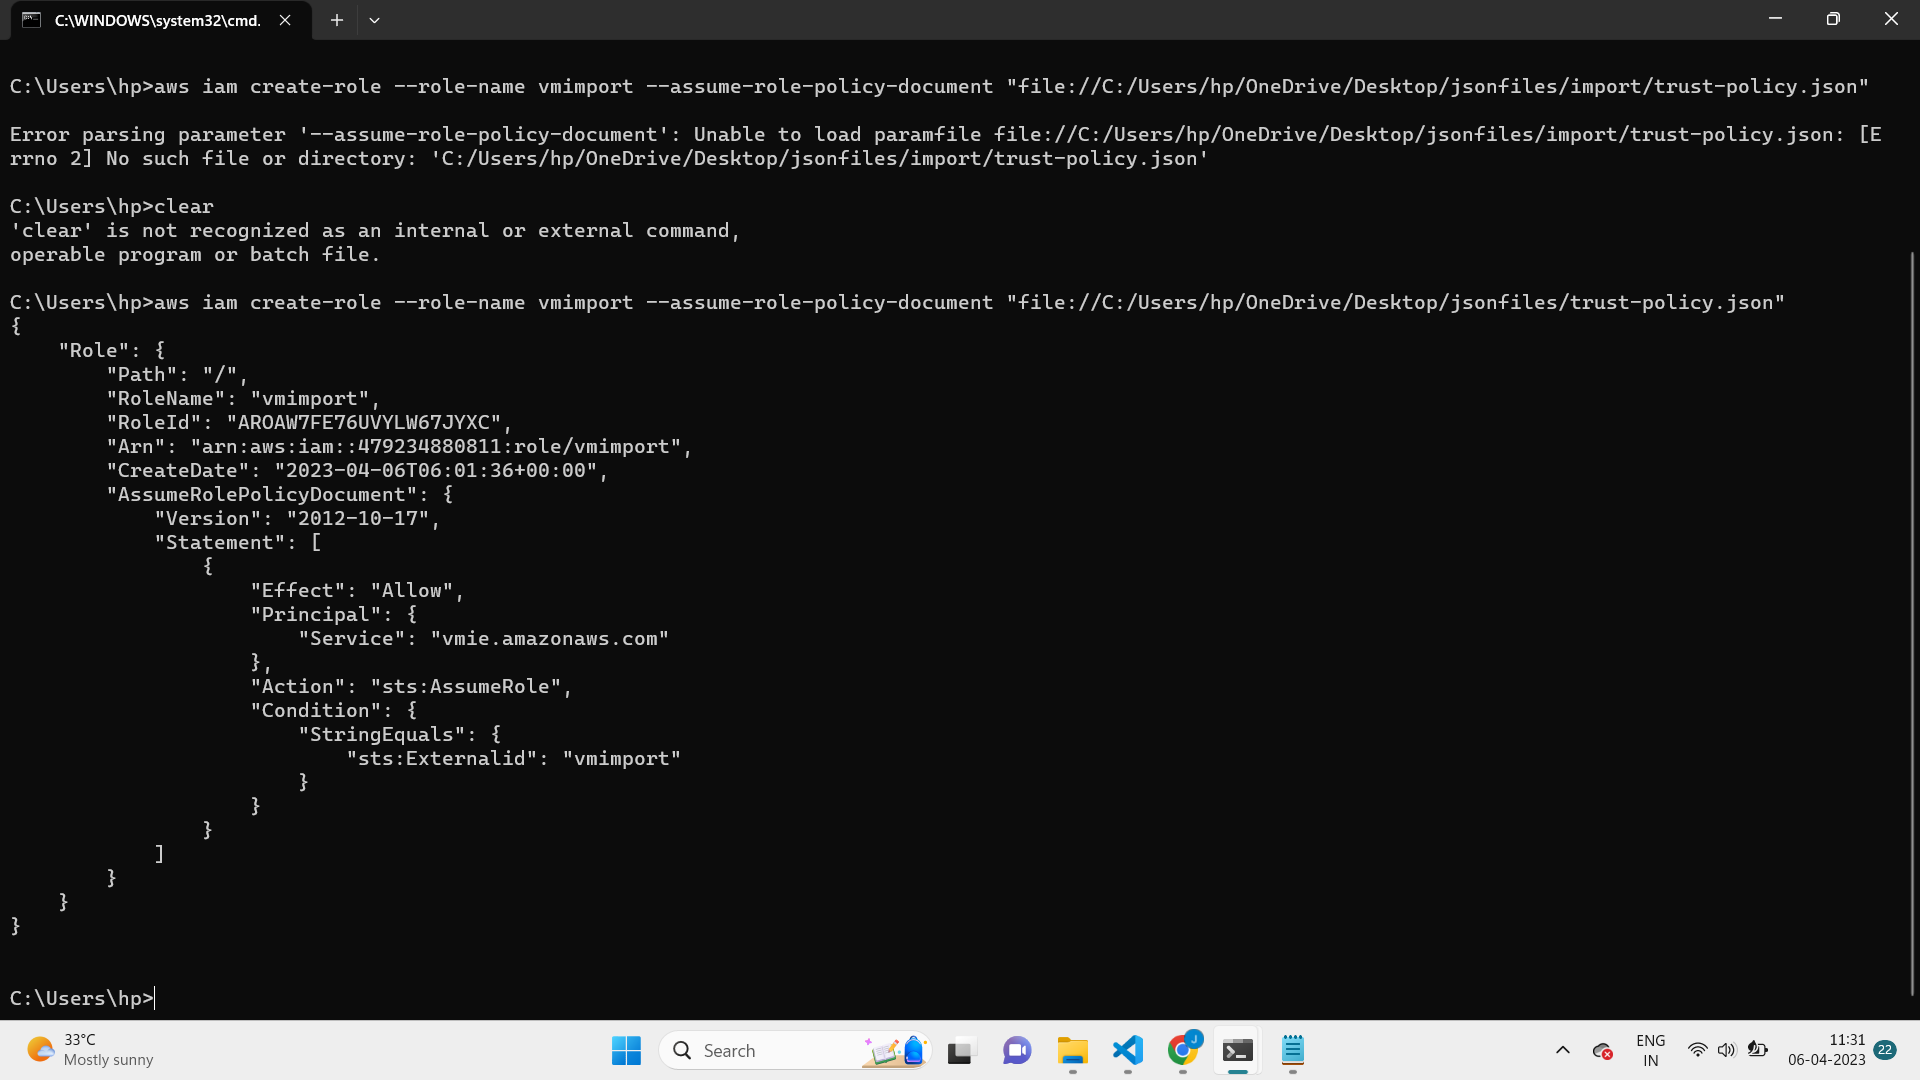 C:\WINDOWS\system32\cmd.
C:\Users\hp>aws iam create-role --role-name vmimport --assume-role-policy-document "file://C:/Users/hp/OneDrive/Desktop/jsonfiles/import/trust-policy.json"
Error parsing parameter '--assume-role-policy-document': Unable to load paramfile file://C:/Users/hp/OneDrive/Desktop/jsonfiles/import/trust-policy.json: [E
rrno 2] No such file or directory: 'C:/Users/hp/OneDrive/Desktop/jsonfiles/import/trust-policy.json'
C:\Users\hp>clear
'clear' is not recognized as an internal or external command,
operable program or batch file.
C:\Users\hp>aws iam create-role --role-name vmimport --assume-role-policy-document "file://C:/Users/hp/OneDrive/Desktop/jsonfiles/trust-policy.json"
{
    "Role": {
        "Path": "/",
        "RoleName": "vmimport",
        "RoleId": "AROAW7FE76UVYLW67JYXC",
        "Arn": "arn:aws:iam::479234880811:role/vmimport",
        "CreateDate": "2023-04-06T06:01:36+00:00",
        "AssumeRolePolicyDocument": {
            "Version": "2012-10-17",
            "Statement": [
                {
                    "Effect": "Allow",
                    "Principal": {
                        "Service": "vmie.amazonaws.com"
                    },
                    "Action": "sts:AssumeRole",
                    "Condition": {
                        "StringEquals": {
                            "sts:Externalid": "vmimport"
                        }
                    }
                }
            ]
        }
    }
}
C:\Users\hp>
33°C
Mostly sunny
Search
J
ENG
IN
11:31
06-04-2023
22